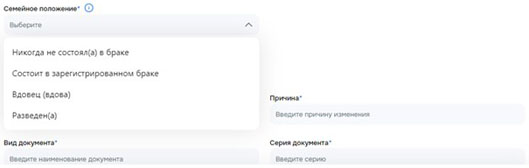 Семейное положение*
Выберите
Никогда не состоял(а) в браке
Состоит в зарегистрированном браке
Вдовец (вдова)
Разведен(а)
Причина*
Введите причину изменения
Вид документа*
Серия документа*
Введите наименование документа
Введите серию